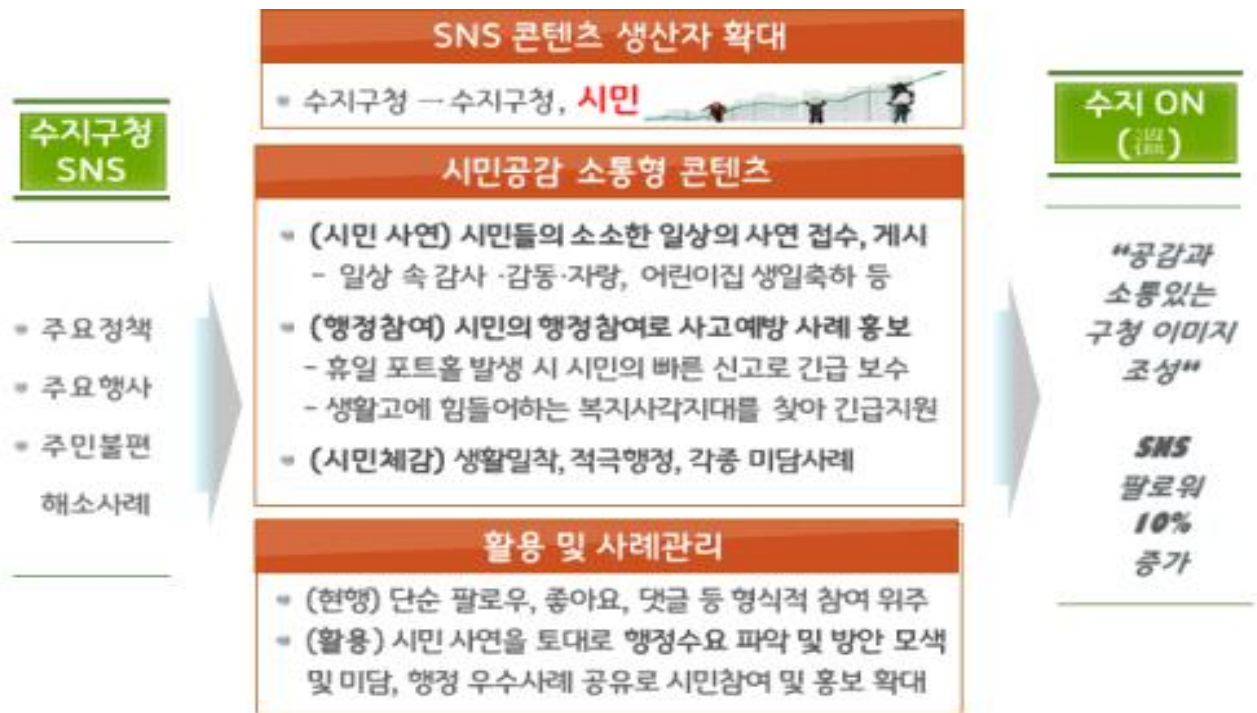 수지구청
SNS
• 주요정책
• 주요행사
• 주민불편
해소사례
SNS 콘텐츠 생산자 확대
• 수지구청 → 수지구청, 시민
시민공감 소통형 콘텐츠
• (시민 사연) 시민들의 소소한 일상의 사연 접수, 게시
- 일상 속 감사 ·감동·자랑, 어린이집 생일축하 등
• (행정참여) 시민의 행정참여로 사고예방 사례 홍보
- 휴일 포트홀 발생 시 시민의 빠른 신고로 긴급 보수
- 생활고에 힘들어하는 복지사각지대를 찾아 긴급지원
• (시민체감) 생활밀착, 적극행정, 각종 미담사례
활용 및 사례관리
• (현행) 단순 팔로우, 좋아요, 댓글 등 형식적 참여 위주
• (활용) 시민 사연을 토대로 행정수요 파악 및 방안 모색
및 미담, 행정 우수사례 공유로 시민참여 및 홍보 확대
수지 ON
(溫)
"공감과
소통있는
구청 이미지
조성"
SNS
팔로워
10%
증가